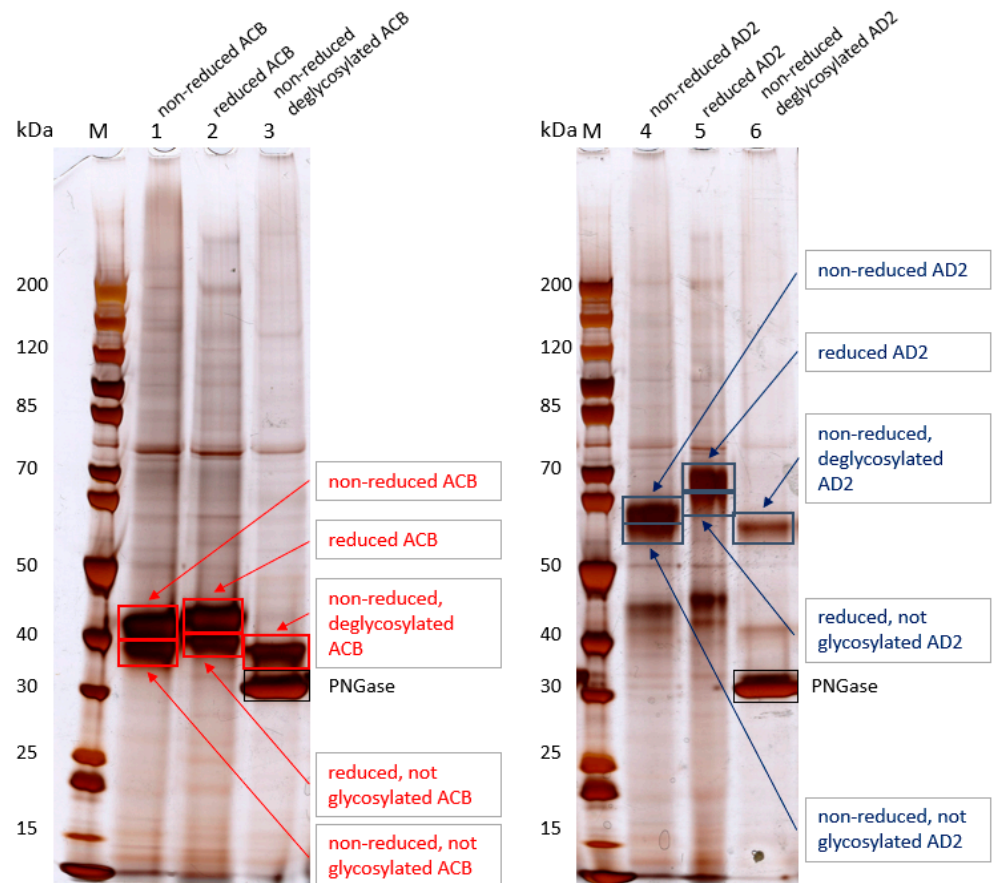 non-reduced ACB
reduced ACB
non-reduced
deglycosylated ACB
non-reduced AD2
reduced AD2
non-reduced
deglycosylated AD2
kDa M 1 2 3
kDa M 4 5 6
200
120
85
70
50
40
30
25
15
non-reduced ACB
reduced ACB
non-reduced,
deglycosylated
ACB
PNGase
reduced, not
glycosylated ACB
non-reduced, not
glycosylated ACB
200
120
85
70
50
40
30
25
15
non-reduced AD2
reduced AD2
non-reduced,
deglycosylated
AD2
reduced, not
glycosylated AD2
PNGase
non-reduced, not
glycosylated AD2